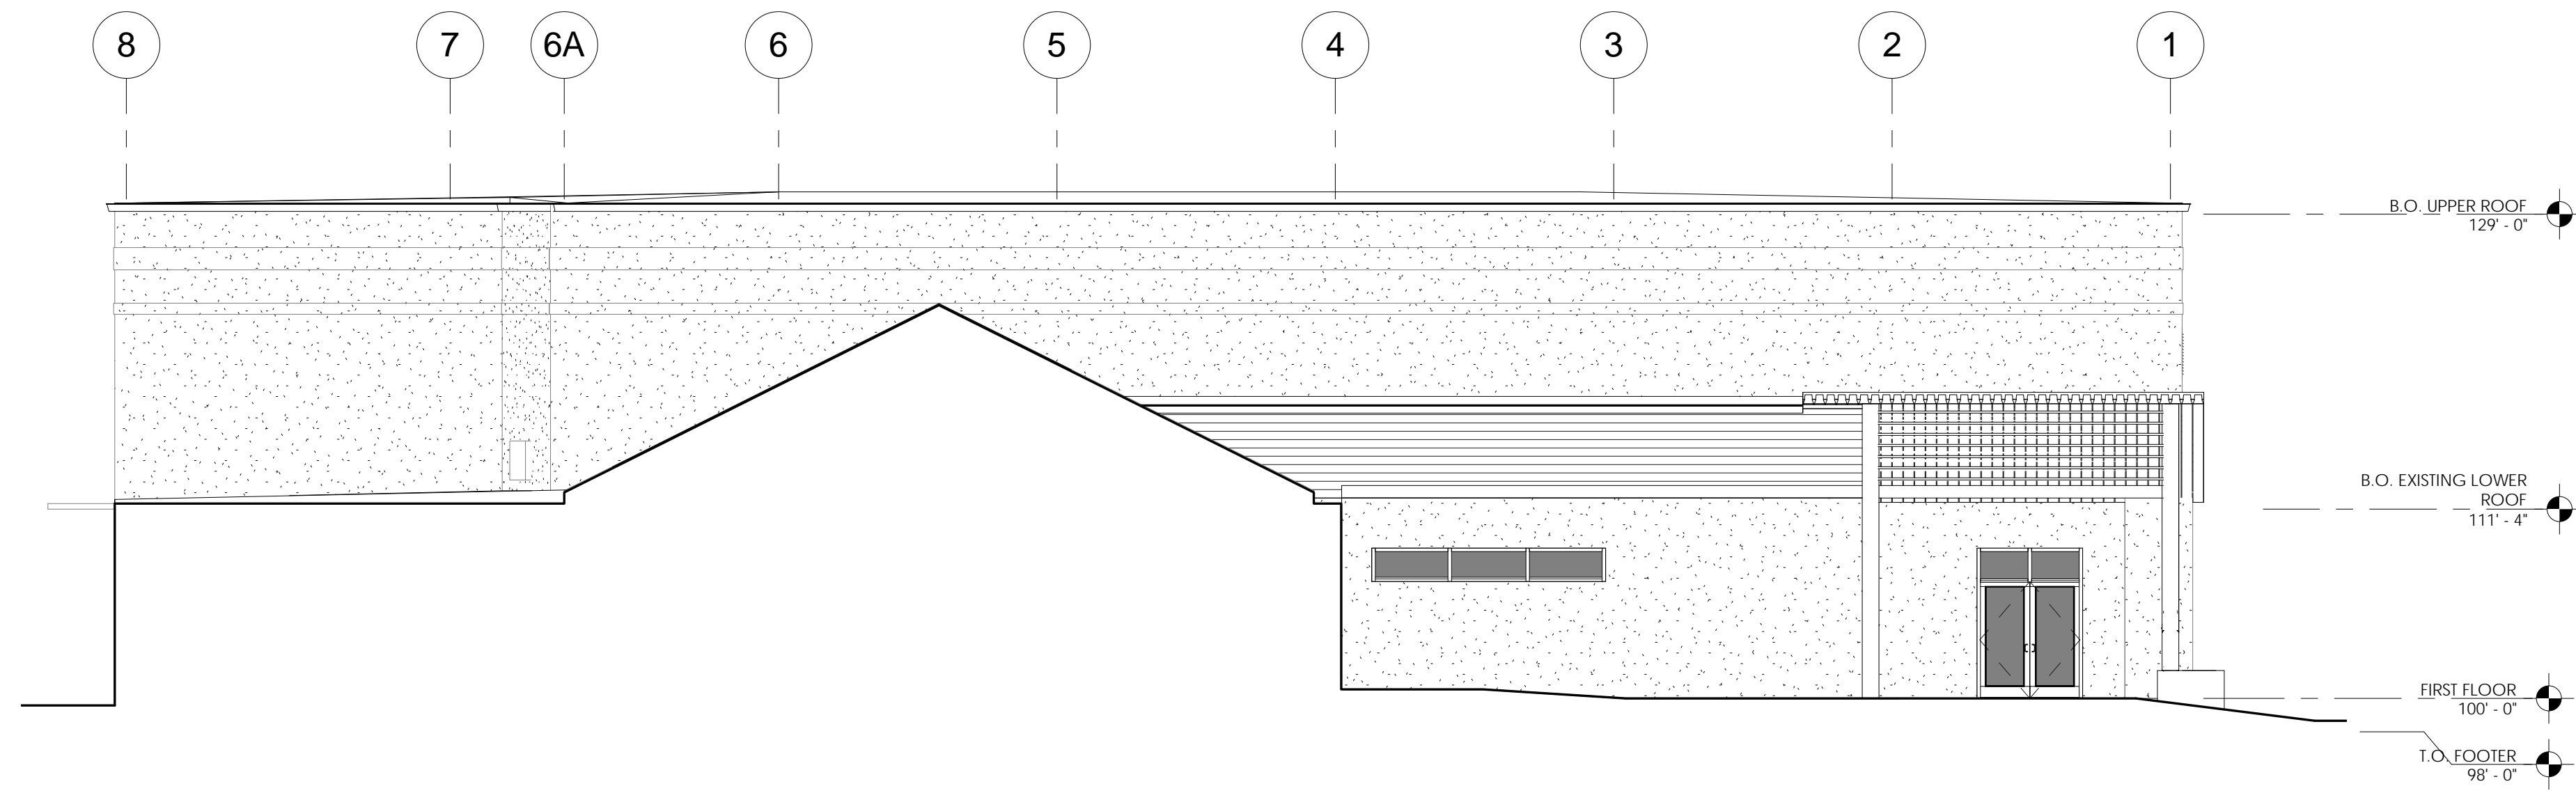 8 7 6A 6 5 4 3 2 1
B.O. UPPER ROOF
129' - 0"
B.O. EXISTING LOWER
ROOF
111' - 4"
FIRST FLOOR
100' - 0"
T.O. FOOTER
98' - 0"